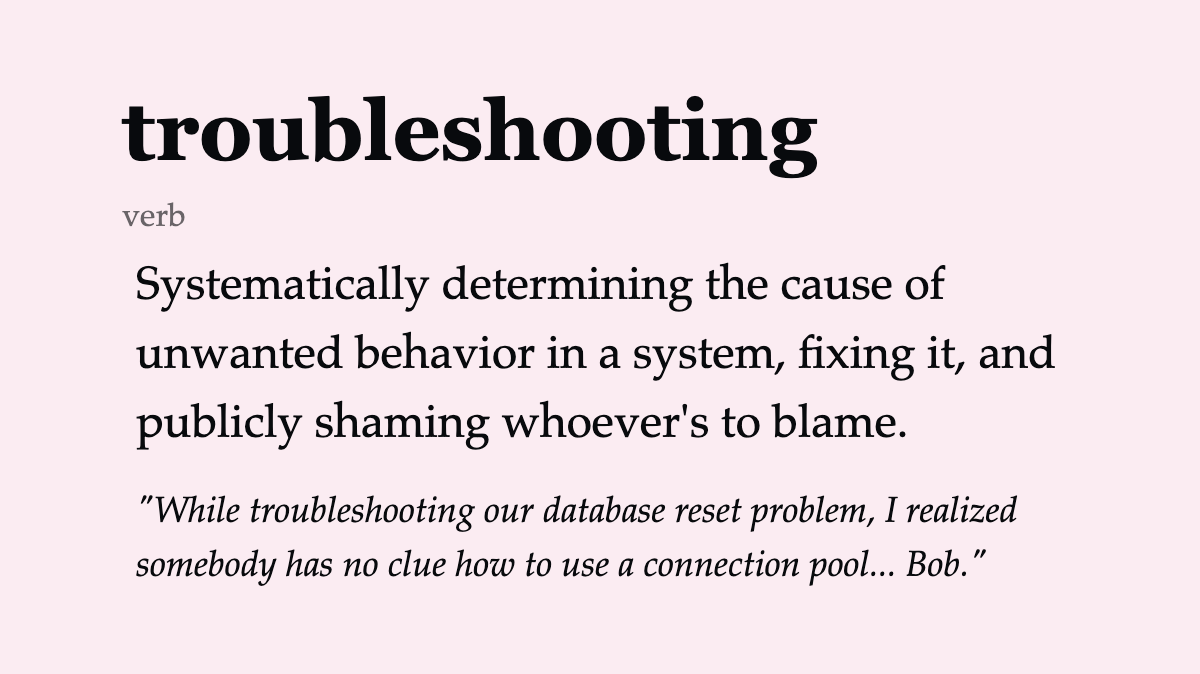 troubleshooting
verb
Systematically determining the cause of
unwanted behavior in a system, fixing it, and
publicly shaming whoever's to blame.
"While troubleshooting our database reset problem, I realized
somebody has no clue how to use a connection pool... Bob."